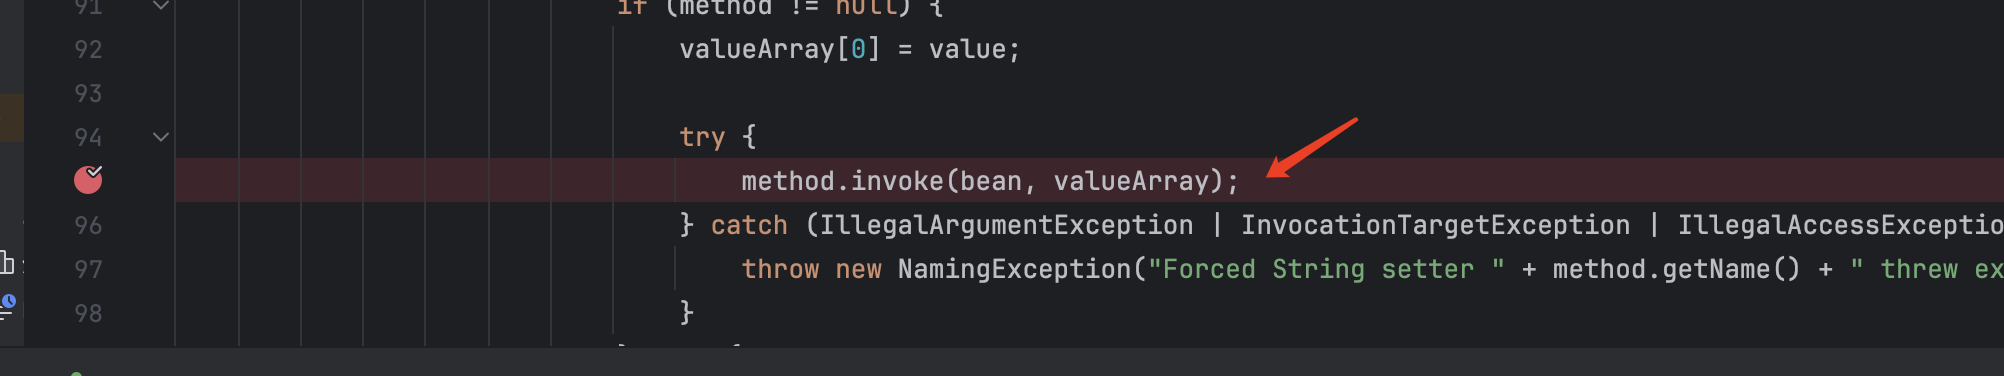 91 if (method != null) {
92 valueArray[0] = value;
93
94 try {
method.invoke(bean, valueArray);
96 } catch (IllegalArgumentException | InvocationTargetException | IllegalAccessExceptio
97 throw new NamingException("Forced String setter " + method.getName() + " threw ex
98 }